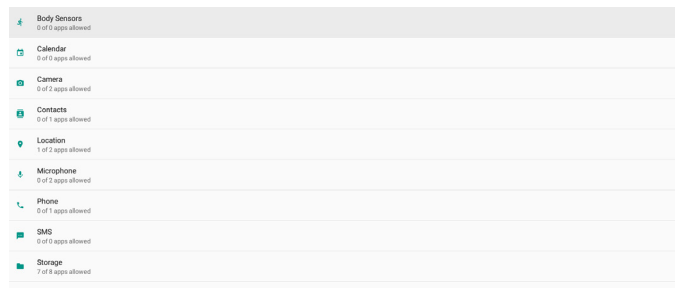 Body Sensors
0 of 0 apps allowed
Calendar
0 of 0 apps allowed
Camera
0 of 2 apps allowed
Contacts
0 of 1 apps allowed
Location
1 of 2 apps allowed
Microphone
0 of 2 apps allowed
Phone
0 of 1 apps allowed
SMS
0 of 0 apps allowed
Storage
7 of 8 apps allowed